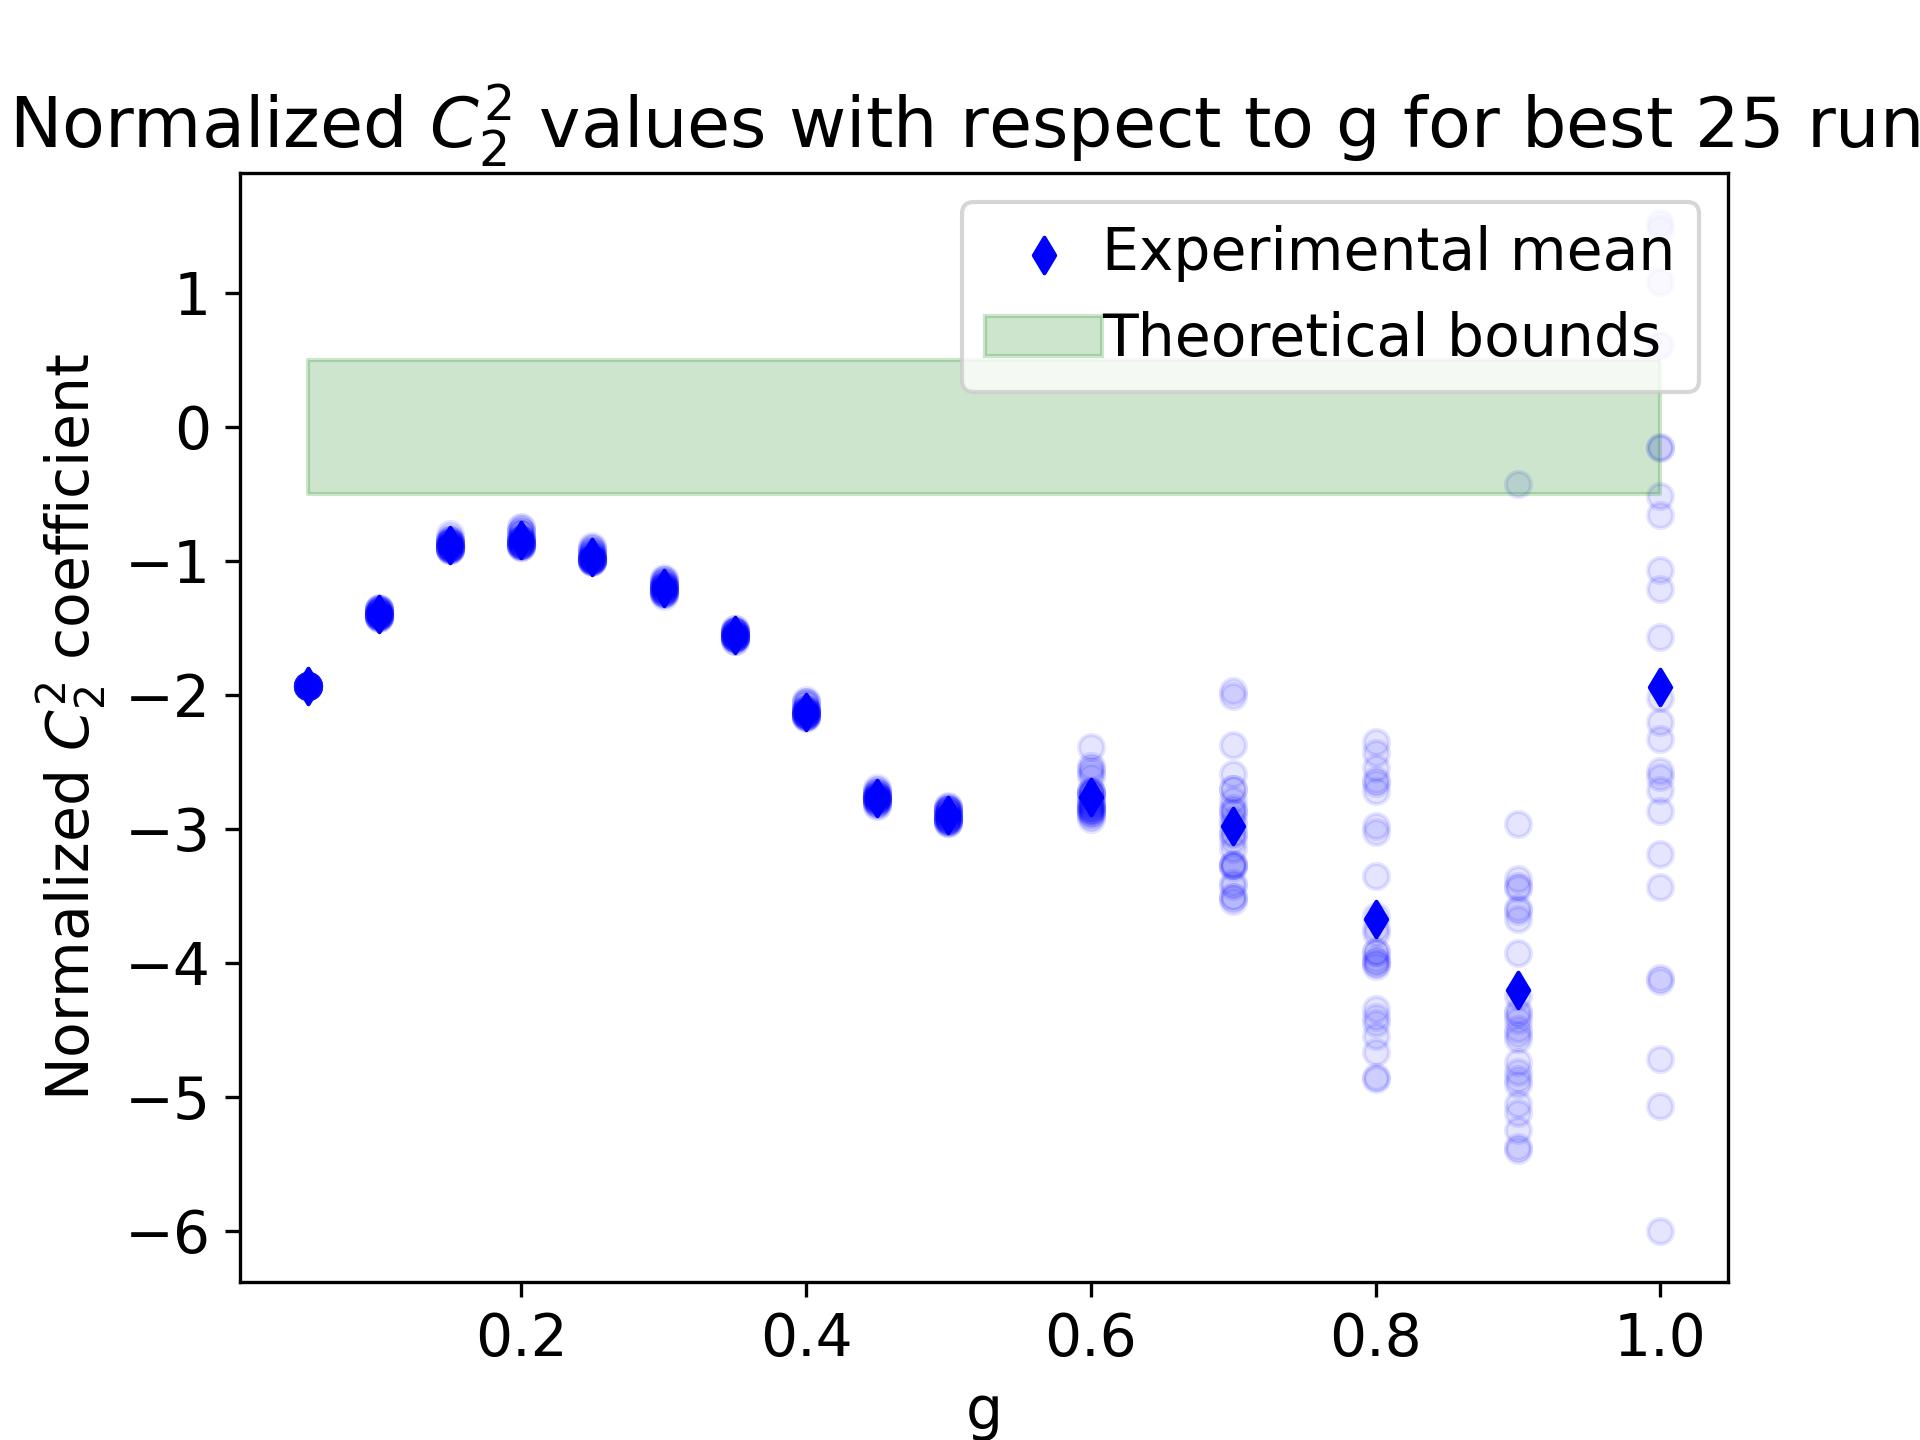 Normalized $C_2^2$ values with respect to g for best 25 run
Experimental mean
Theoretical bounds
Normalized $C_2^2$ coefficient
1
0
−1
−2
−3
−4
−5
−6
0.2 0.4 0.6 0.8 1.0
g